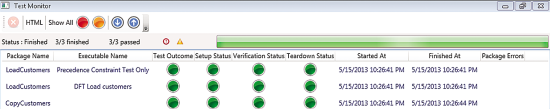 Test Monitor
HTML Show All
Status : Finished 3/3 finished 3/3 passed
Package Name Executable Name Test Outcome Setup Status Verification Status Teardown Status Started At Finished At Package Errors
LoadCustomers Precedence Constraint Test Only 5/15/2013 10:26:41 PM 5/15/2013 10:26:41 PM
LoadCustomers DFT Load customers 5/15/2013 10:26:41 PM 5/15/2013 10:26:42 PM
CopyCustomers 5/15/2013 10:26:43 PM 5/15/2013 10:26:44 PM